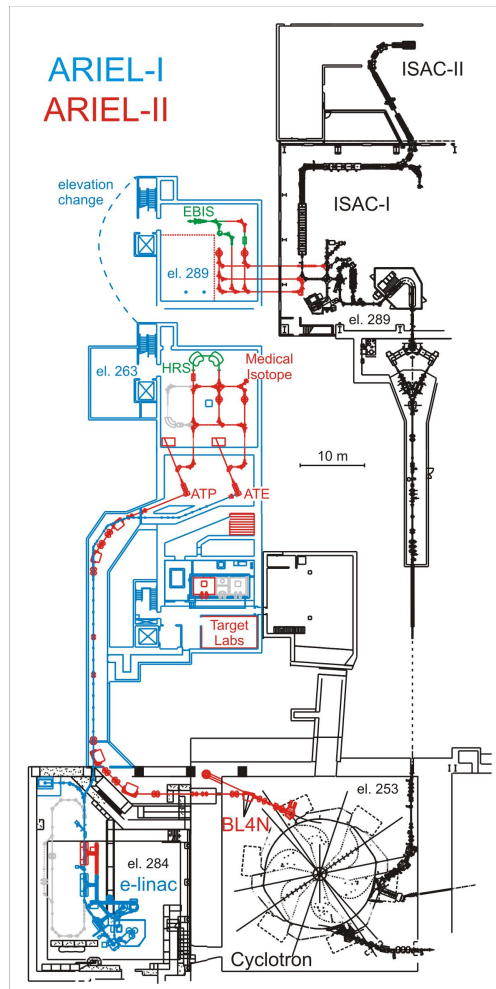 ARIEL-I
ARIEL-II
ISAC-II
elevation
change
EBIS
ISAC-I
el. 289
el. 289
el. 263
HRS
Medical
Isotope
10 m
ATP
ATE
Target
Labs
el. 253
BL4N
el. 284
e-linac
Cyclotron